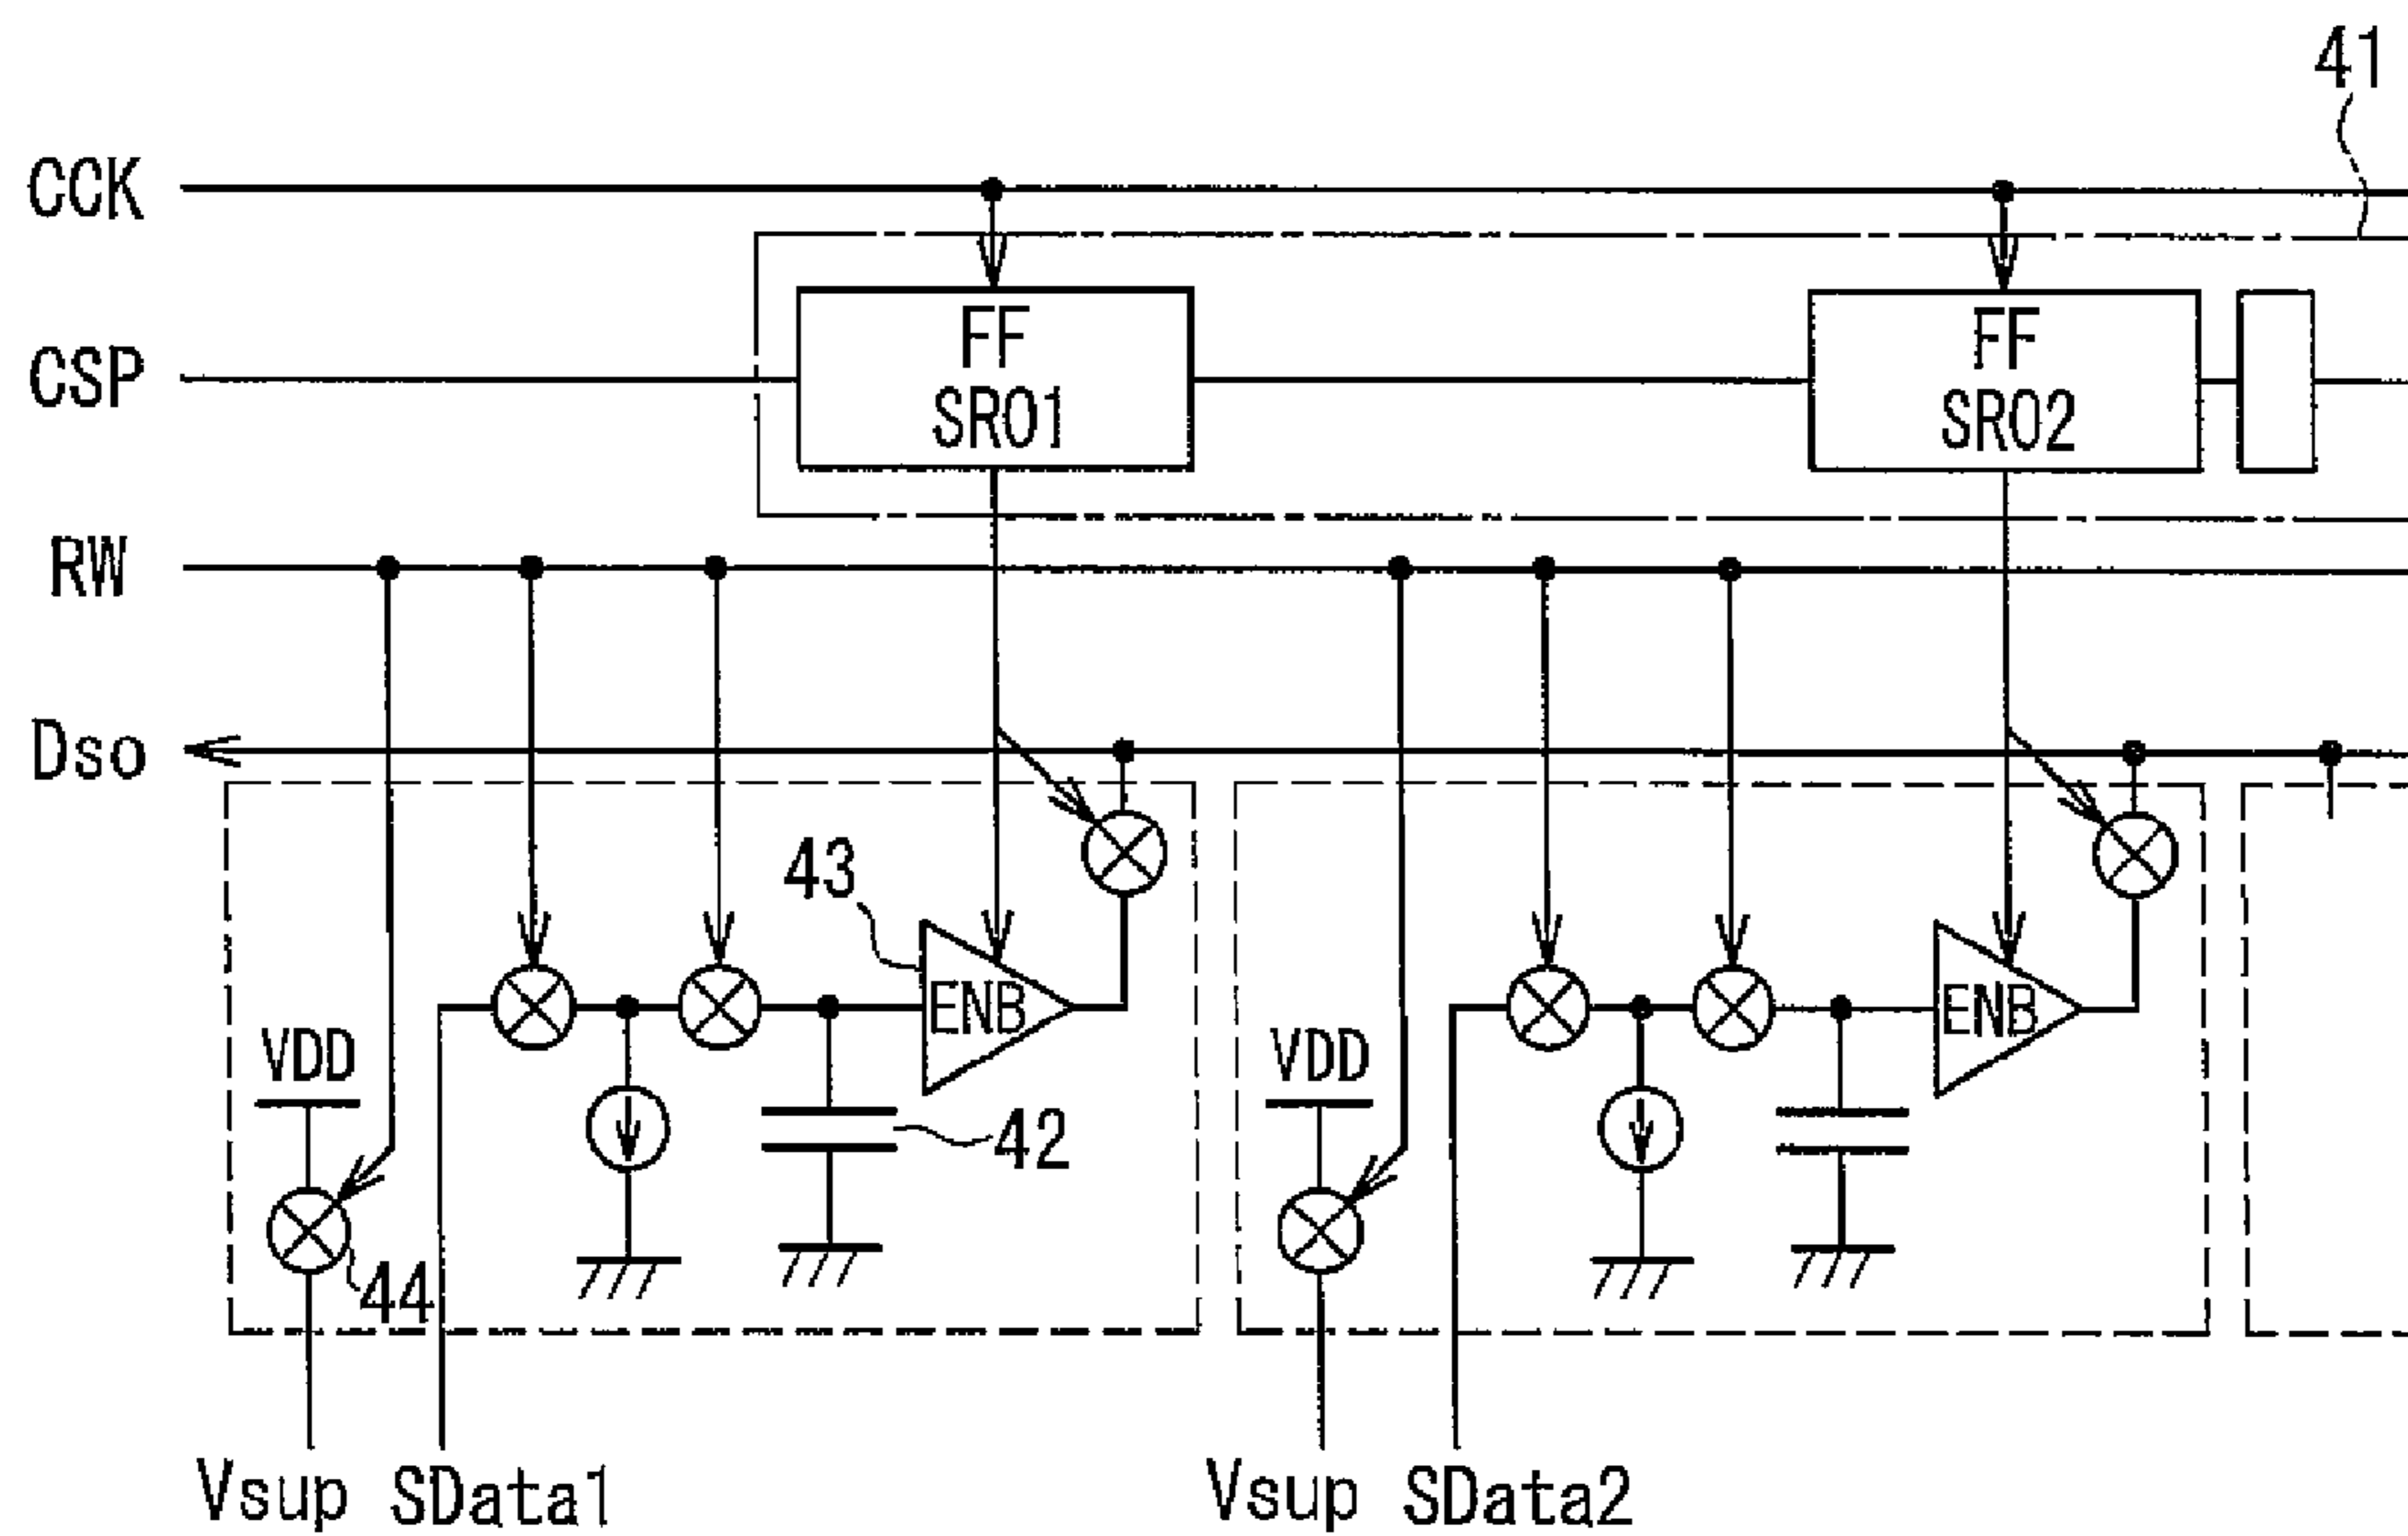 41
CCK
CSP
FF
SR01
FF
SR02
RW
Dso
43
ENB
ENB
VDD
VDD
42
44
Vsup SData1
Vsup SData2